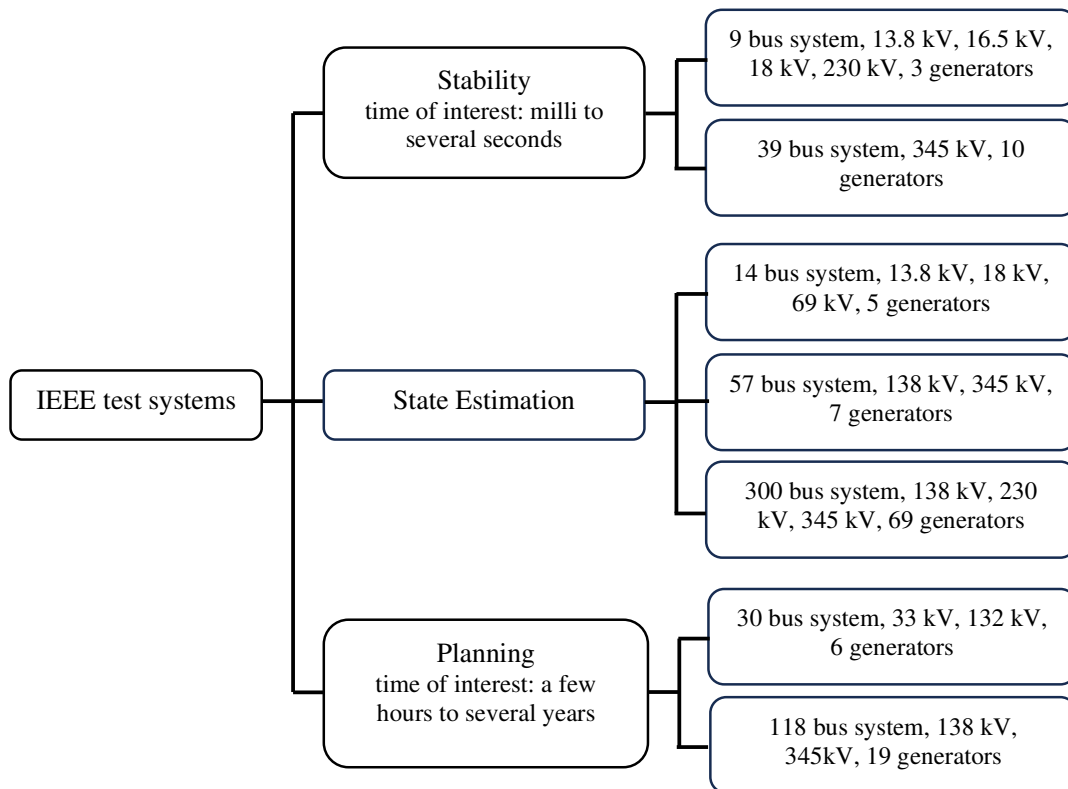 IEEE test systems
Stability
time of interest: milli to
several seconds
9 bus system, 13.8 kV, 16.5 kV,
18 kV, 230 kV, 3 generators
39 bus system, 345 kV, 10
generators
State Estimation
14 bus system, 13.8 kV, 18 kV,
69 kV, 5 generators
57 bus system, 138 kV, 345 kV,
7 generators
300 bus system, 138 kV, 230
kV, 345 kV, 69 generators
Planning
time of interest: a few
hours to several years
30 bus system, 33 kV, 132 kV,
6 generators
118 bus system, 138 kV,
345kV, 19 generators